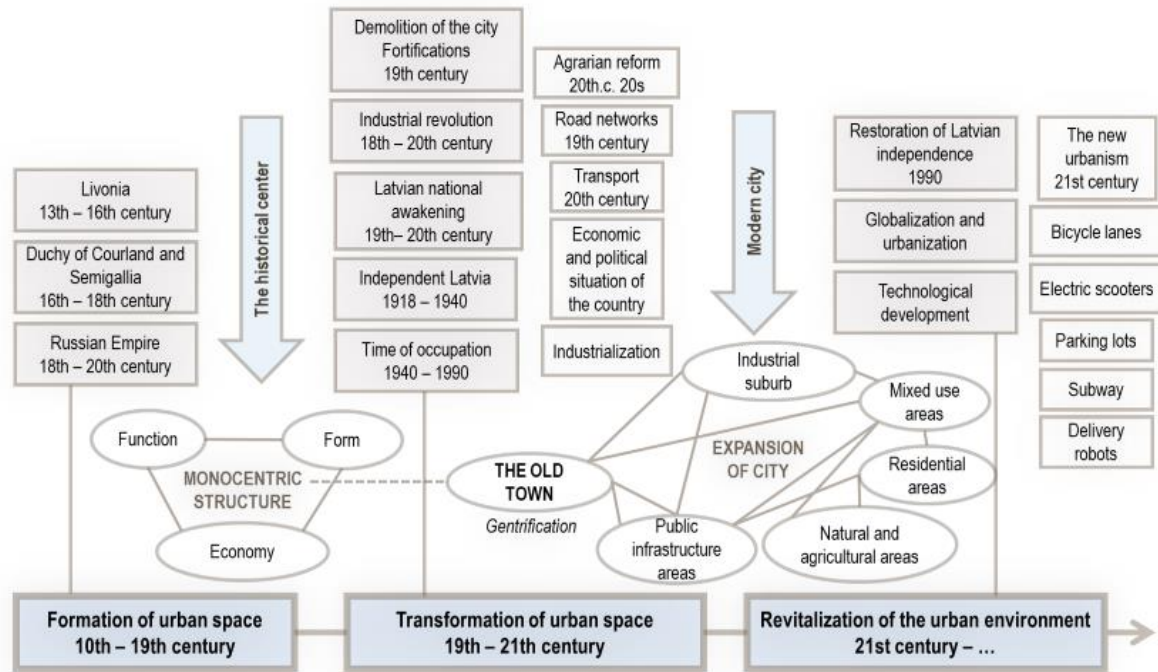 Livonia
13th – 16th century
Duchy of Courland and
Semigallia
16th – 18th century
Russian Empire
18th – 20th century
The historical center
Demolition of the city
Fortifications
19th century
Industrial revolution
18th – 20th century
Latvian national
awakening
19th– 20th century
Independent Latvia
1918 – 1940
Time of occupation
1940 – 1990
Agrarian reform
20th.c. 20s
Road networks
19th century
Transport
20th century
Economic
and political
situation of
the country
Industrialization
Modern city
Restoration of Latvian
independence
1990
Globalization and
urbanization
Technological
development
The new
urbanism
21st century
Bicycle lanes
Electric scooters
Parking lots
Subway
Delivery
robots
Function
Form
MONOCENTRIC
STRUCTURE
Economy
THE OLD
TOWN
Gentrification
Industrial
suburb
Mixed use
areas
EXPANSION
OF CITY
Residential
areas
Public
infrastructure
areas
Natural and
agricultural areas
Formation of urban space
10th – 19th century
Transformation of urban space
19th – 21th century
Revitalization of the urban environment
21st century – ...